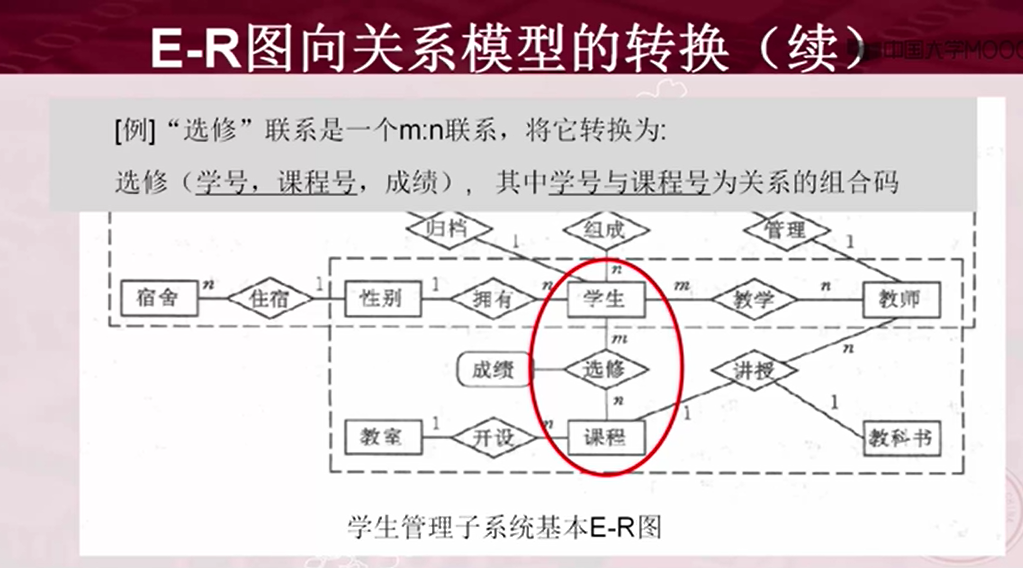 E-R图向关系模型的转换（续）
中国大学MOOC
[例]“选修”联系是一个m:n联系，将它转换为:
选修（学号，课程号，成绩）， 其中学号与课程号为关系的组合码
归档 1 组成 管理 1
n
宿舍 n 住宿 1 性别 1 拥有 n 学生 m 教学 n 教师
m
n
成绩 选修 讲授
n
1 1
教室 1 开设 n 课程 教科书
学生管理子系统基本E-R图